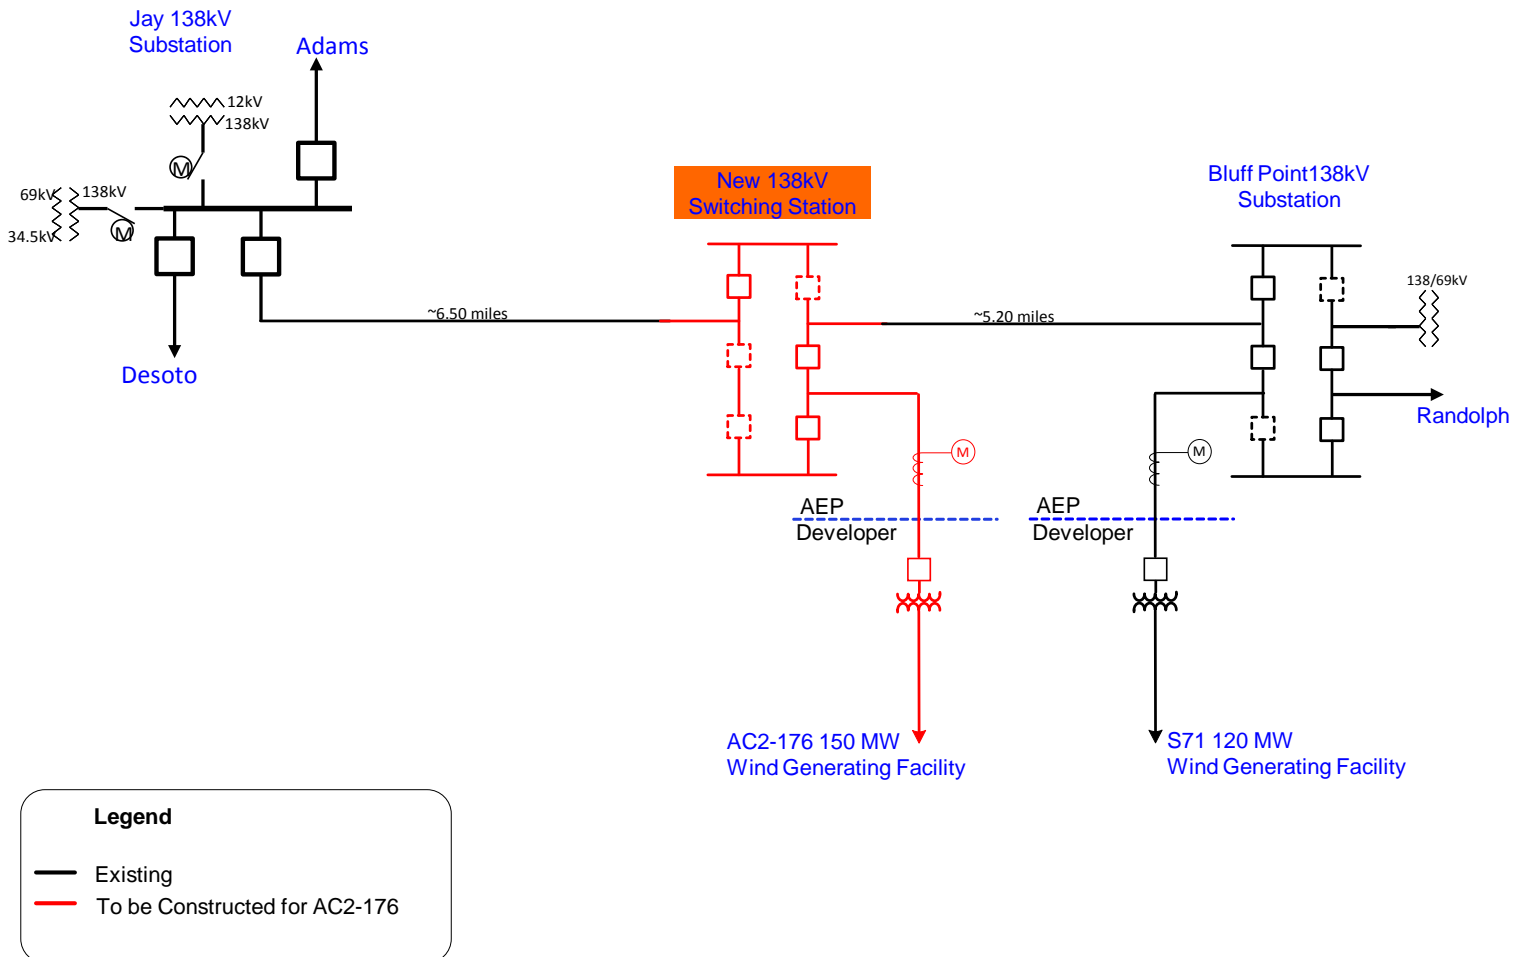 Jay 138kV
Substation
Adams
12kV
138kV
M
69kV
138kV
34.5kV
M
Desoto
~6.50 miles
New 138kV
Switching Station
~5.20 miles
Bluff Point138kV
Substation
138/69kV
Randolph
M
M
AEP
Developer
AEP
Developer
AC2-176 150 MW
Wind Generating Facility
S71 120 MW
Wind Generating Facility
Legend
Existing
To be Constructed for AC2-176